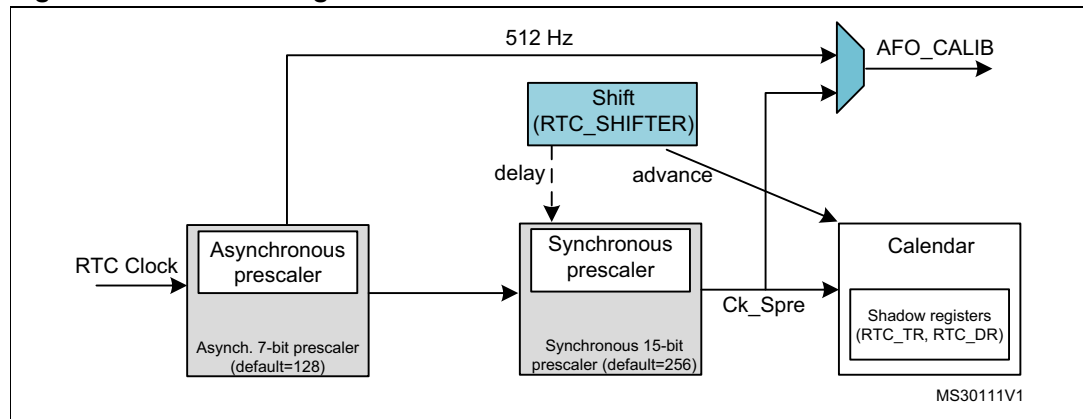 512 Hz
AFO_CALIB
Shift
(RTC_SHIFTER)
delay
advance
RTC Clock
Asynchronous
prescaler
Asynch. 7-bit prescaler
(default=128)
Synchronous
prescaler
Synchronous 15-bit
prescaler (default=256)
Ck_Spre
Calendar
Shadow registers
(RTC_TR, RTC_DR)
MS30111V1